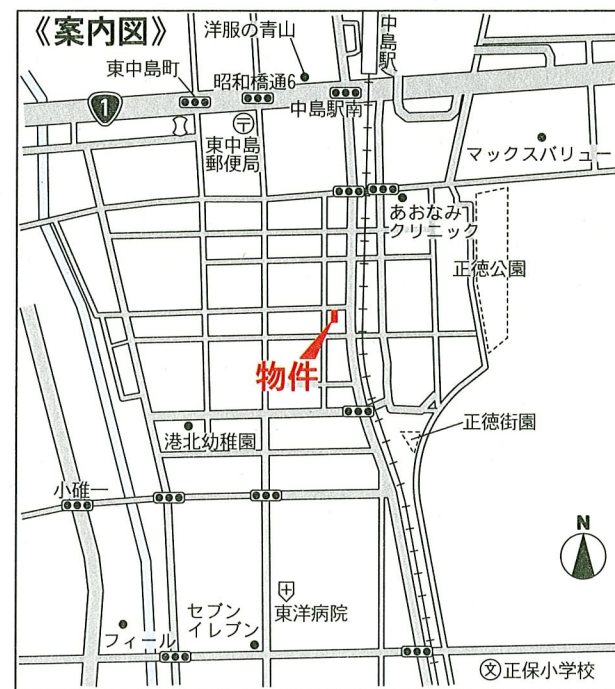 《案内図》
洋服の青山
中島駅
東中島町
昭和橋通6
1
中島駅南
〒
東中島
郵便局
マックスバリュー
あおなみ
クリニック
正徳公園
物件
正徳街園
港北幼稚園
小碓一
N
東洋病院
セブン
イレブン
フィール
文正保小学校